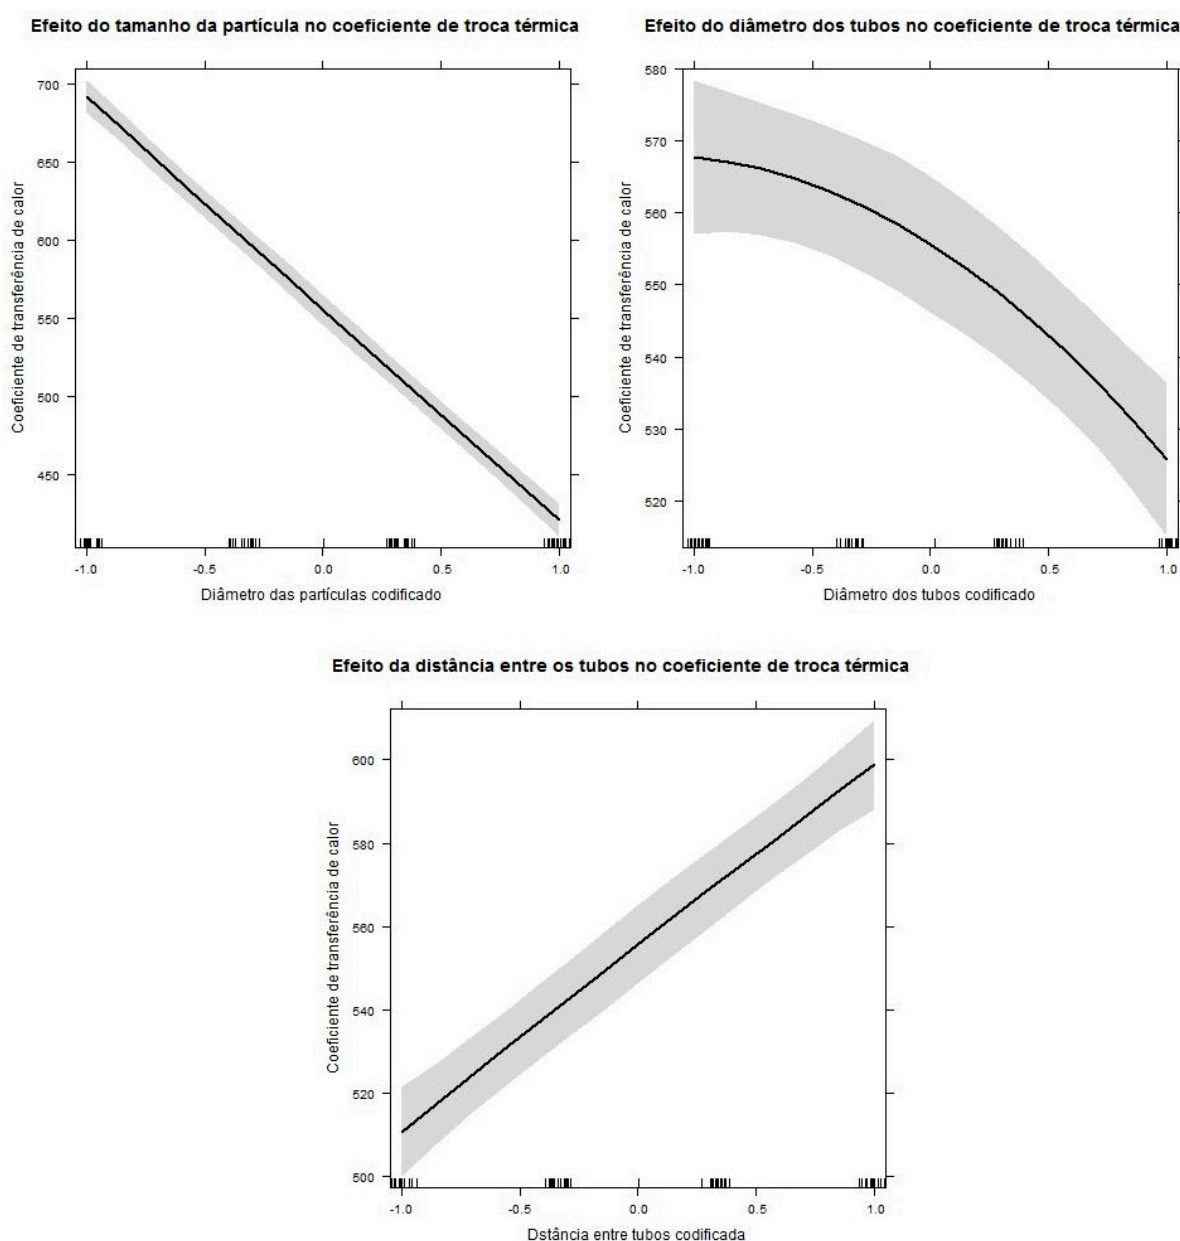 Efeito do tamanho da partícula no coeficiente de troca térmica
Coeficiente de transferência de calor
700
650
600
550
500
450
-1.0 -0.5 0.0 0.5 1.0
Diâmetro das partículas codificado
Efeito do diâmetro dos tubos no coeficiente de troca térmica
Coeficiente de transferência de calor
580
570
560
550
540
530
520
-1.0 -0.5 0.0 0.5 1.0
Diâmetro dos tubos codificado
Efeito da distância entre os tubos no coeficiente de troca térmica
Coeficiente de transferência de calor
600
580
560
540
520
500
-1.0 -0.5 0.0 0.5 1.0
Dstância entre tubos codificada